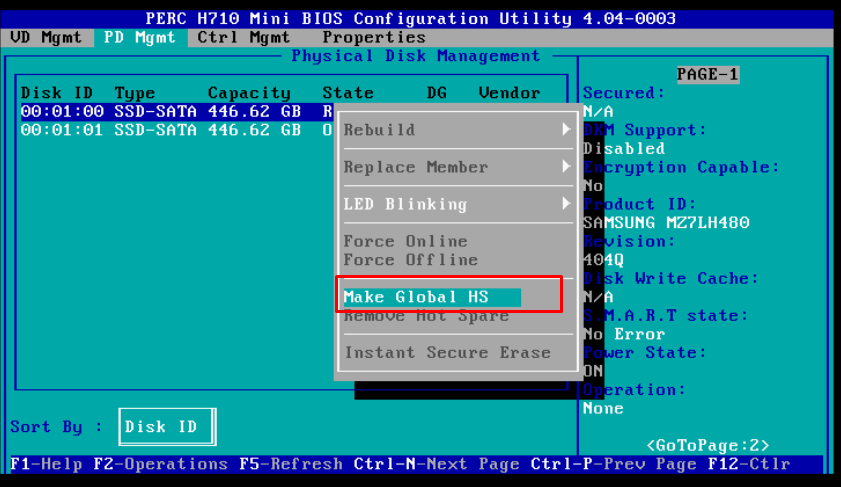 PERC H710 Mini BIOS Configuration Utility 4.04-0003
VD Mgmt PD Mgmt Ctrl Mgmt Properties
Physical Disk Management
PAGE-1
Disk ID Type Capacity State DG Vendor
00:01:00 SSD-SATA 446.62 GB R
00:01:01 SSD-SATA 446.62 GB O
Rebuild
Replace Member
LED Blinking
Force Online
Force Offline
Make Global HS
Remove Hot Spare
Instant Secure Erase
Secured:
N/A
DKM Support:
Disabled
Encryption Capable:
No
Product ID:
SAMSUNG MZ7LH480
Revision:
404Q
Disk Write Cache:
N/A
S.M.A.R.T state:
No Error
Power State:
ON
Operation:
None
<GoToPage:2>
Sort By : Disk ID
F1-Help F2-Operations F5-Refresh Ctrl-N-Next Page Ctrl-P-Prev Page F12-Ctlr